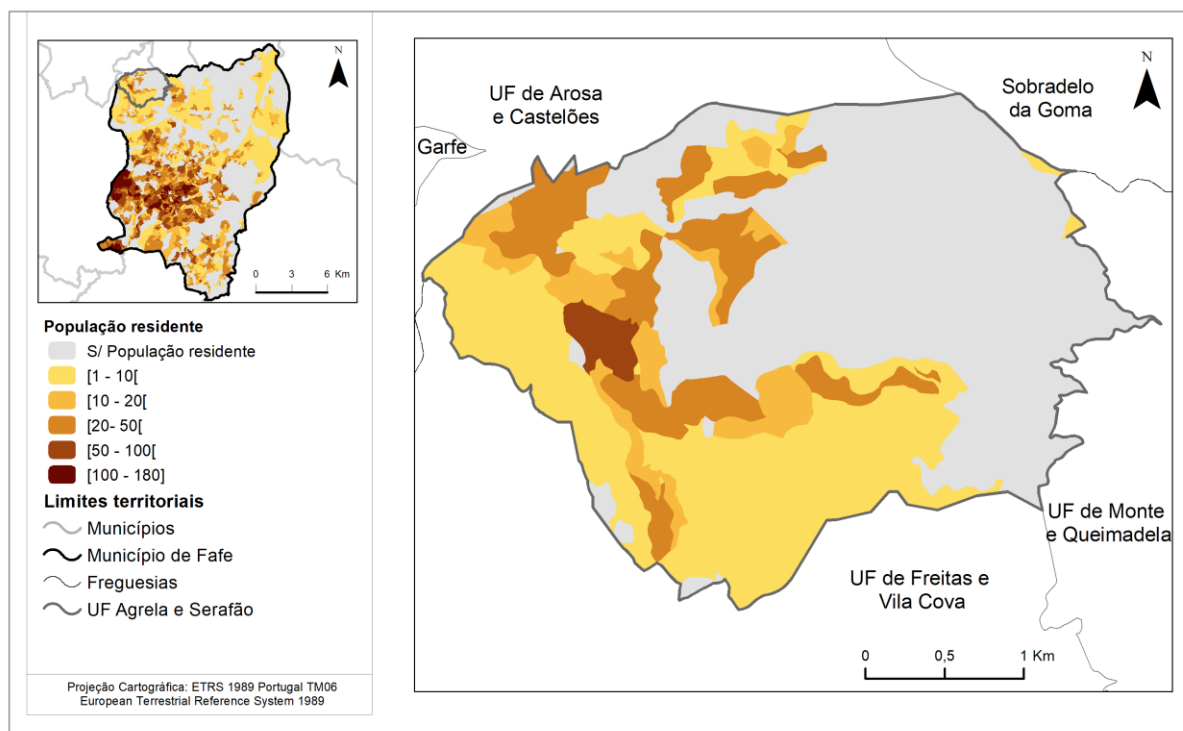 N
0 3 6 Km
População residente
S/ População residente
[1 - 10[
[10 - 20[
[20- 50[
[50 - 100[
[100 - 180]
Limites territoriais
Municípios
Município de Fafe
Freguesias
UF Agrela e Serafão
Projeção Cartográfica: ETRS 1989 Portugal TM06
European Terrestrial Reference System 1989
UF de Arosa
e Castelões
Garfe
Sobradelo
da Goma
N
UF de Monte
e Queimadela
UF de Freitas e
Vila Cova
0 0,5 1 Km